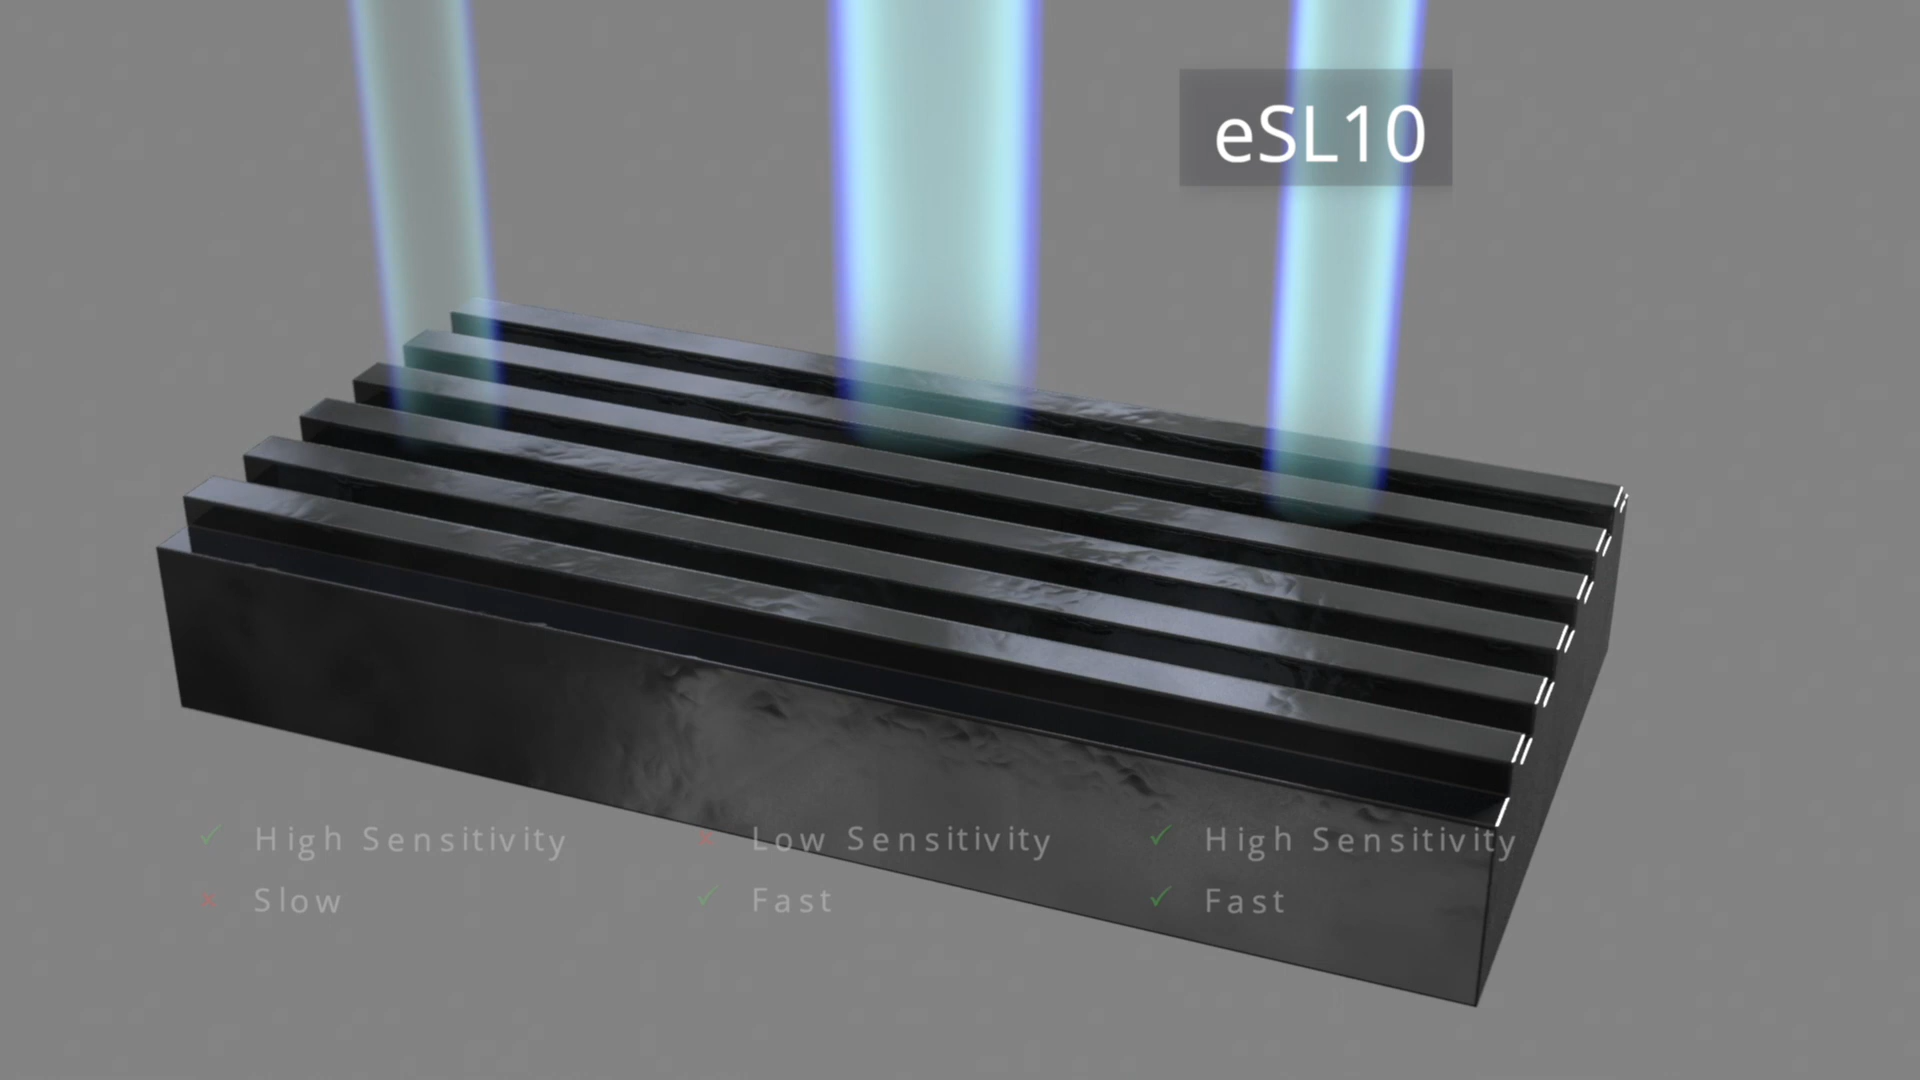 eSL10
✓ High Sensitivity
× Slow
× Low Sensitivity
✓ Fast
✓ High Sensitivity
✓ Fast